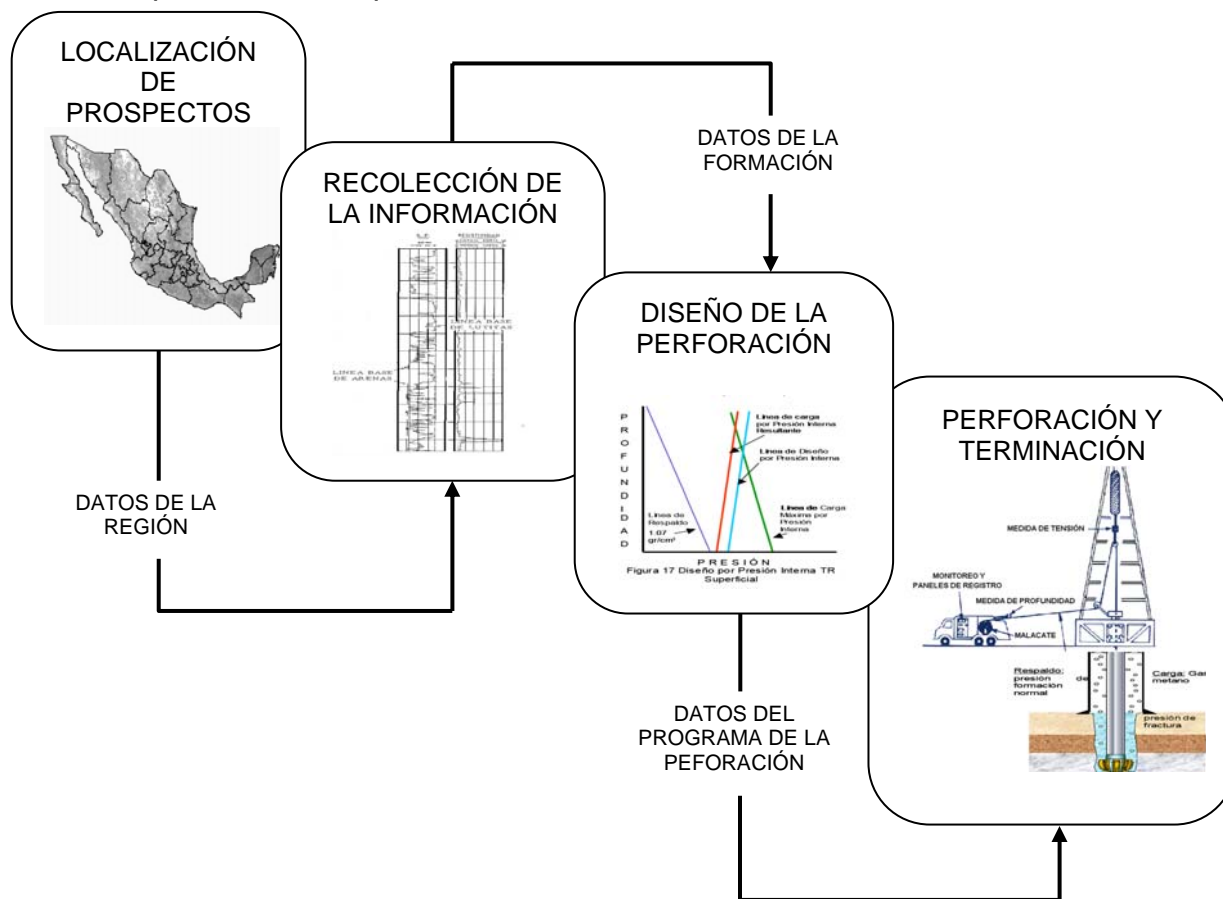 LOCALIZACIÓN
DE
PROSPECTOS
RECOLECCIÓN DE
LA INFORMACIÓN
LINEA BASE
DE LUTITAS
LINEA BASE
DE ARENAS
DATOS DE LA
REGIÓN
DATOS DE LA
FORMACIÓN
DISEÑO DE LA
PERFORACIÓN
PROFUNDIDAD
Línea de carga
por Presión Interna
Resultante
Línea de Diseño
por Presión Interna
Línea de
Respaldo
1.07
gr/cm³
Línea de Carga
Máxima por
Presión
Interna
PRESIÓN
Figura 17 Diseño por Presión Interna TR
Superficial
DATOS DEL
PROGRAMA DE LA
PEFORACIÓN
PERFORACIÓN Y
TERMINACIÓN
MEDIDA DE TENSIÓN
MONITOREO Y
PANELES DE REGISTRO
MEDIDA DE PROFUNDIDAD
MALACATE
Respaldo:
presión de
formación
normal
Carga: Gas
metano
presión de
fractura